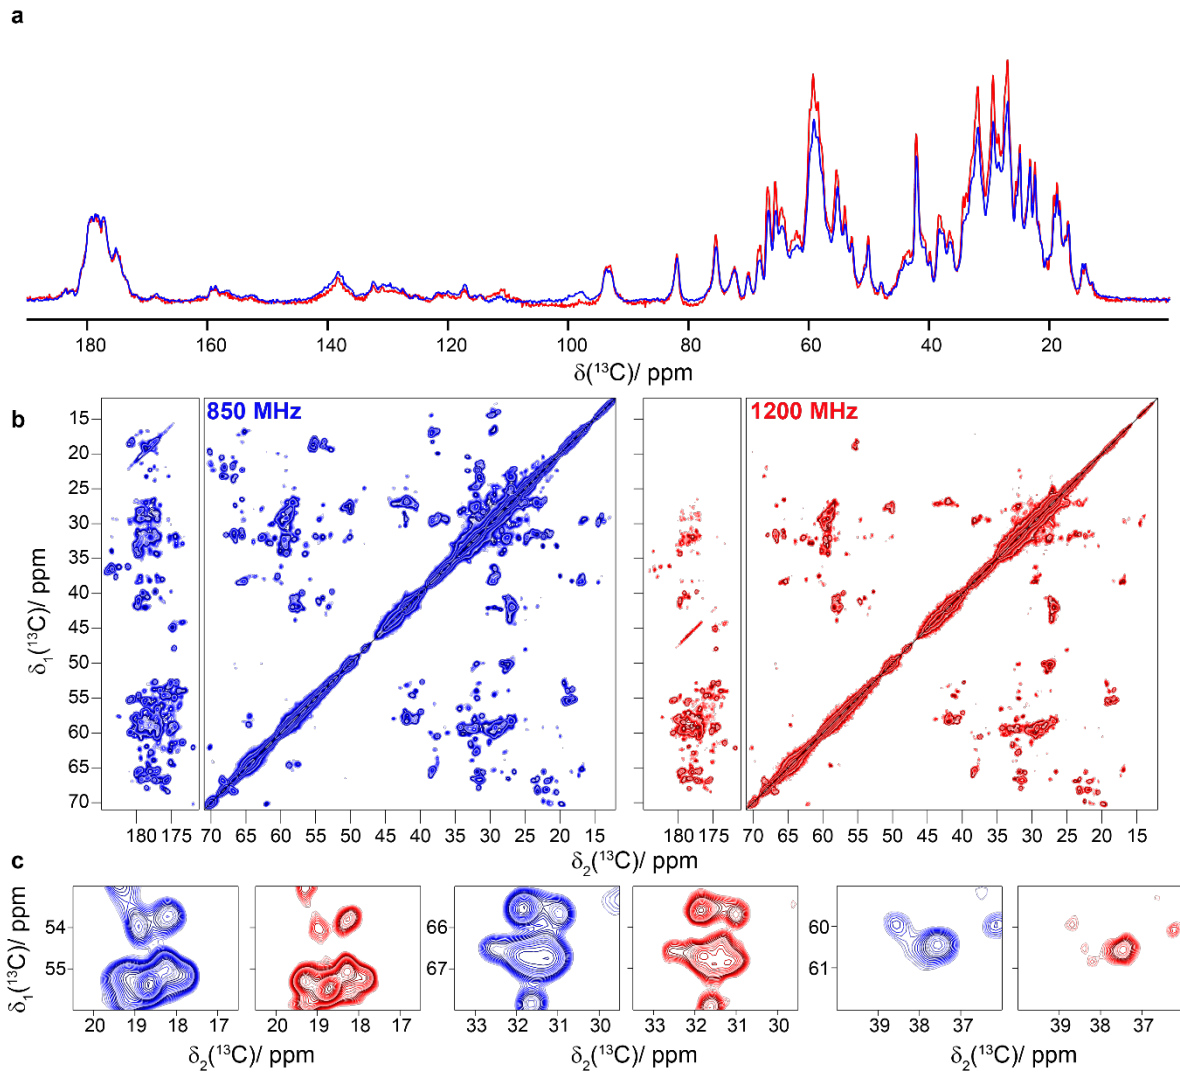 a
180 160 140 120 100 80 60 40 20
δ(¹³C)/ ppm
b
850 MHz
1200 MHz
δ₁(¹³C)/ ppm
15
20
25
30
35
40
45
50
55
60
65
70
180 175 70 65 60 55 50 45 40 35 30 25 20 15
180 175 70 65 60 55 50 45 40 35 30 25 20 15
δ₂(¹³C)/ ppm
c
δ₁(¹³C)/ ppm
54
55
66
67
60
61
20 19 18 17
20 19 18 17
33 32 31 30
33 32 31 30
39 38 37
39 38 37
δ₂(¹³C)/ ppm
δ₂(¹³C)/ ppm
δ₂(¹³C)/ ppm